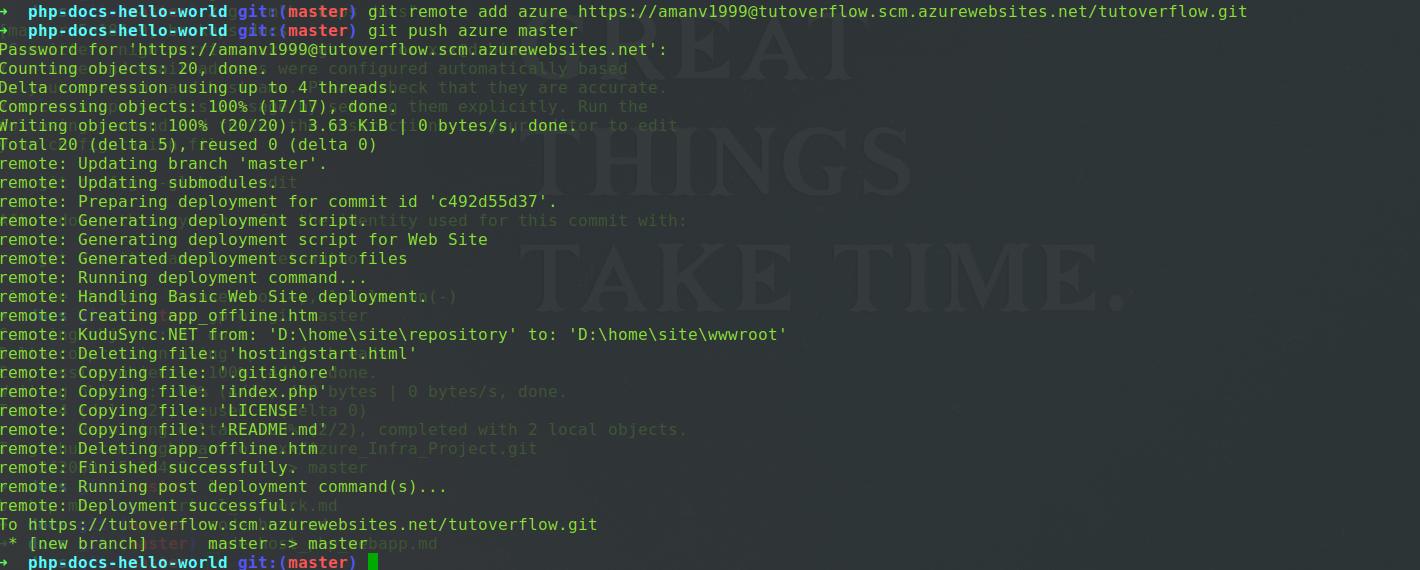 ➜  php-docs-hello-world git:(master) git remote add azure https://amanv1999@tutoverflow.scm.azurewebsites.net/tutoverflow.git
➜  php-docs-hello-world git:(master) git push azure master
Password for 'https://amanv1999@tutoverflow.scm.azurewebsites.net':
Counting objects: 20, done.
Delta compression using up to 4 threads.
Compressing objects: 100% (17/17), done.
Writing objects: 100% (20/20), 3.63 KiB | 0 bytes/s, done.
Total 20 (delta 5), reused 0 (delta 0)
remote: Updating branch 'master'.
remote: Updating submodules.
remote: Preparing deployment for commit id 'c492d55d37'.
remote: Generating deployment script.
remote: Generating deployment script for Web Site
remote: Generated deployment script files
remote: Running deployment command...
remote: Handling Basic Web Site deployment.
remote: Creating app_offline.htm
remote: KuduSync.NET from: 'D:\home\site\repository' to: 'D:\home\site\wwwroot'
remote: Deleting file: 'hostingstart.html'
remote: Copying file: '.gitignore'
remote: Copying file: 'index.php'
remote: Copying file: 'LICENSE'
remote: Copying file: 'README.md'
remote: Deleting app_offline.htm
remote: Finished successfully.
remote: Running post deployment command(s)...
remote: Deployment successful.
To https://tutoverflow.scm.azurewebsites.net/tutoverflow.git
 * [new branch]      master -> master
➜  php-docs-hello-world git:(master)
GREAT
THINGS
TAKE TIME.